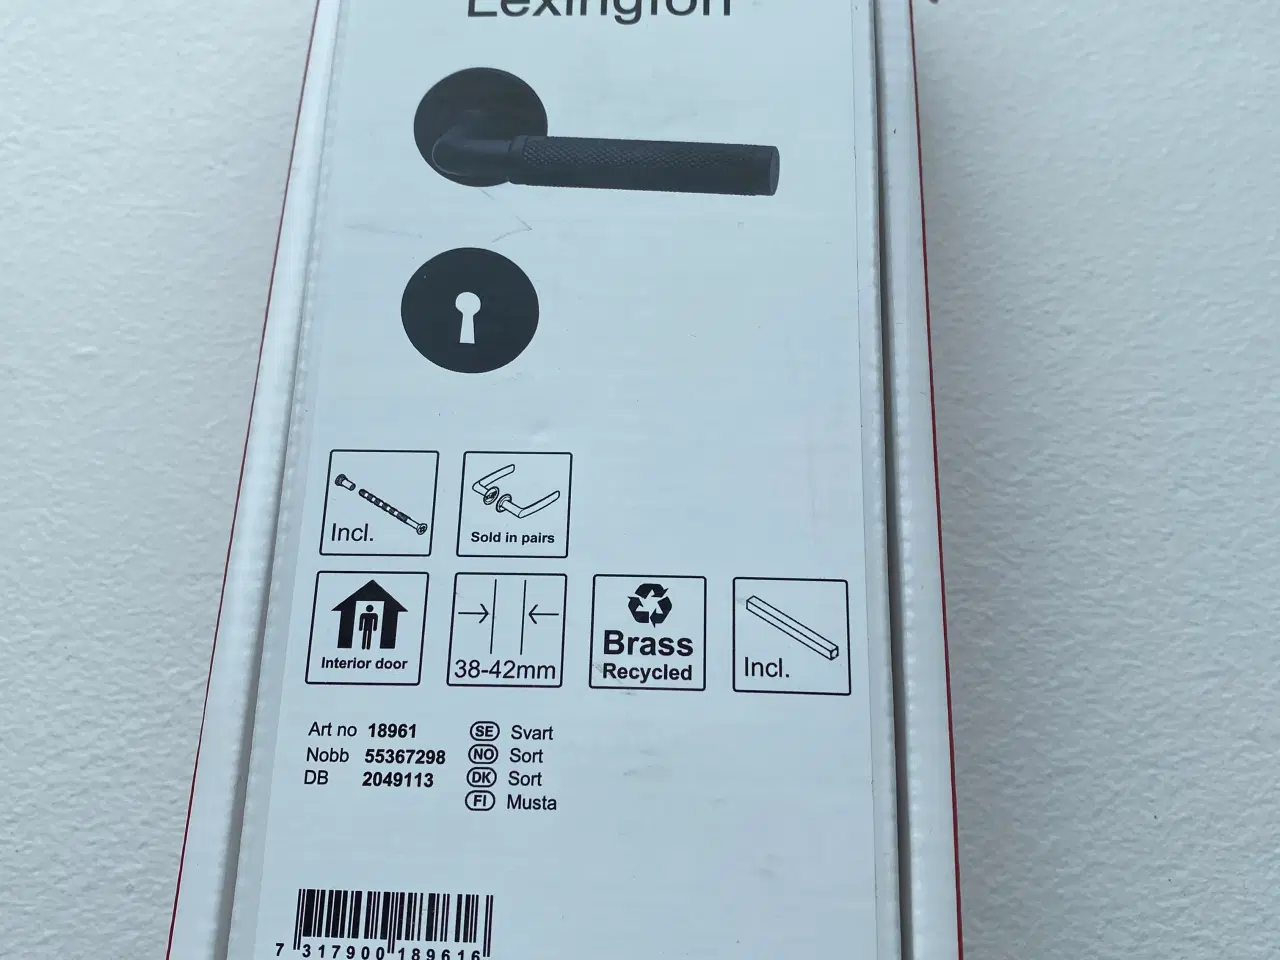 Lexington
Incl.
Sold in pairs
Interior door
38-42mm
Brass
Recycled
Incl.
Art no 18961
Nobb 55367298
DB 2049113
SE Svart
NO Sort
DK Sort
FI Musta
7 317900 189616